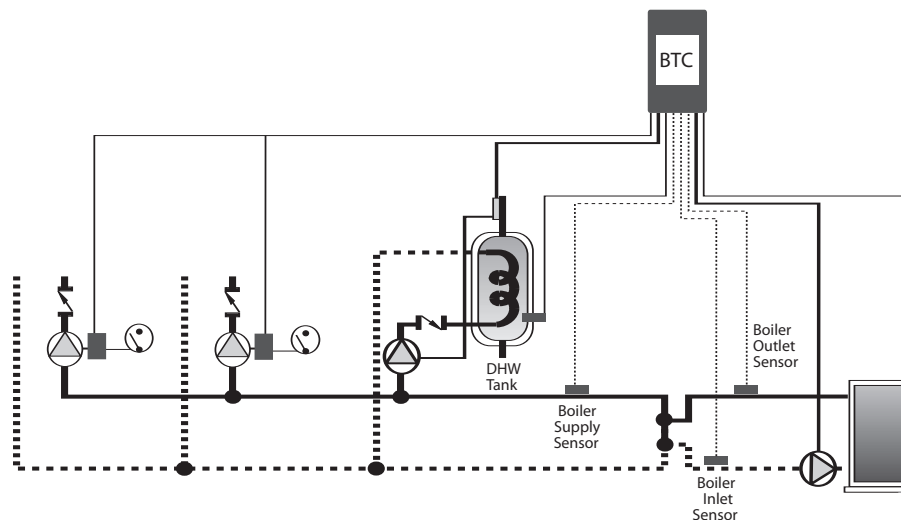 BTC
DHW
Tank
Boiler
Supply
Sensor
Boiler
Outlet
Sensor
Boiler
Inlet
Sensor